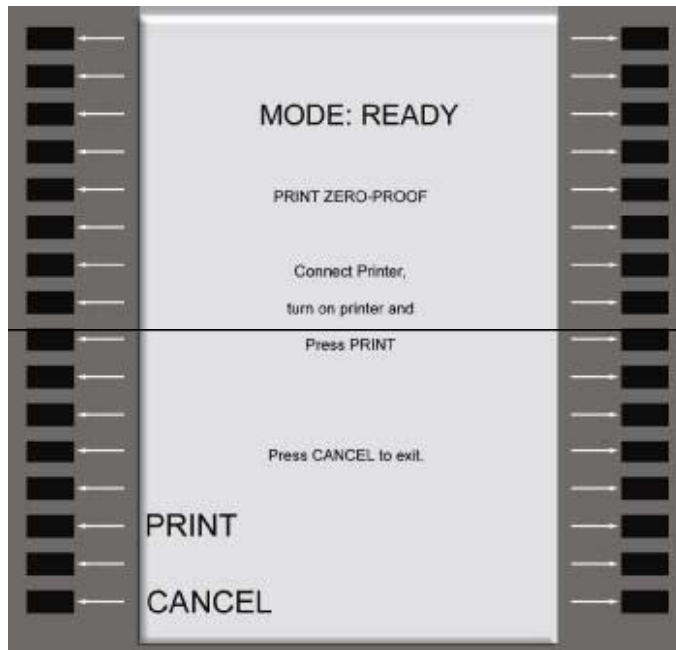 MODE: READY
PRINT ZERO-PROOF
Connect Printer,
turn on printer and
Press PRINT
Press CANCEL to exit.
PRINT
CANCEL